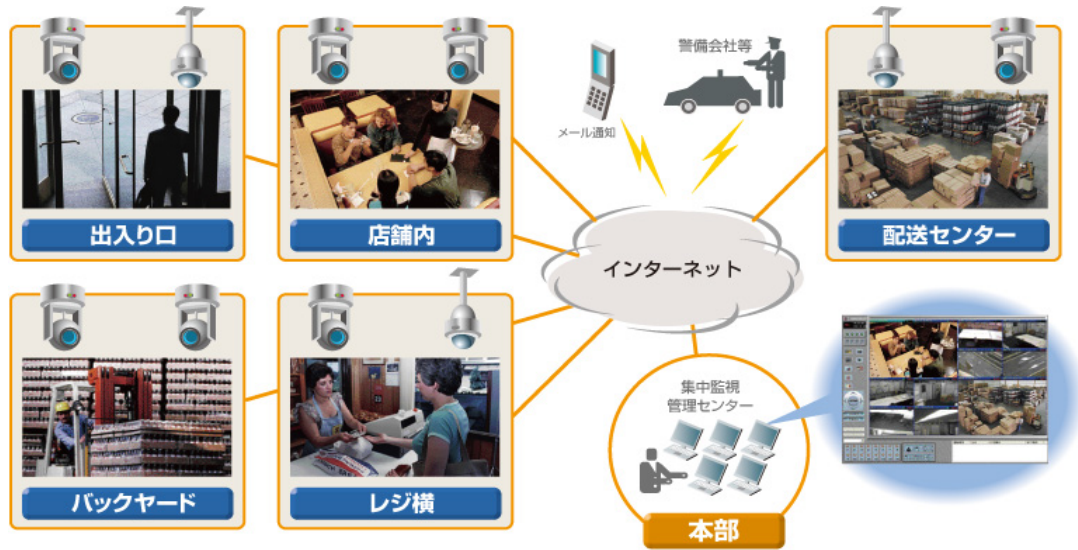 警備会社等
メール通知
出入り口
店舗内
配送センター
インターネット
集中監視
管理センター
バックヤード
レジ横
本部